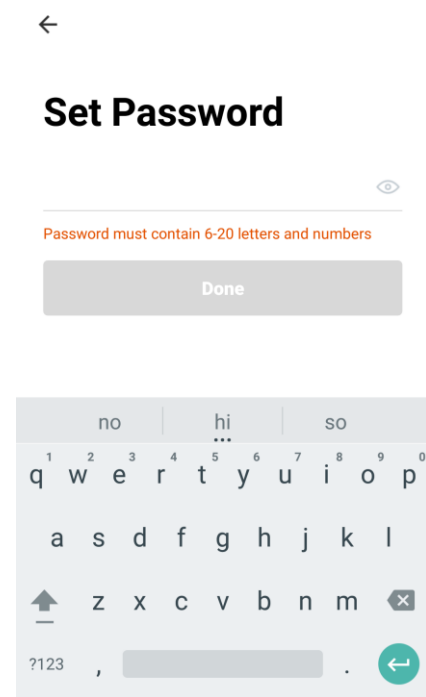 Set Password
Password must contain 6-20 letters and numbers
Done
no hi so
1 2 3 4 5 6 7 8 9 0
q w e r t y u i o p
a s d f g h j k l
z x c v b n m
?123 , .